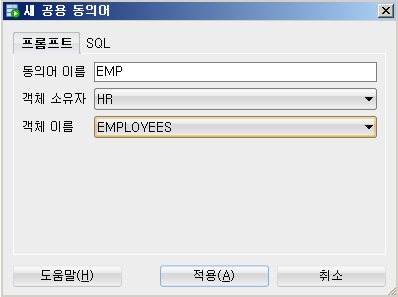 새 공용 동의어
프롬프트 SQL
동의어 이름 EMP
객체 소유자 HR
객체 이름 EMPLOYEES
도움말(H) 적용(A) 취소